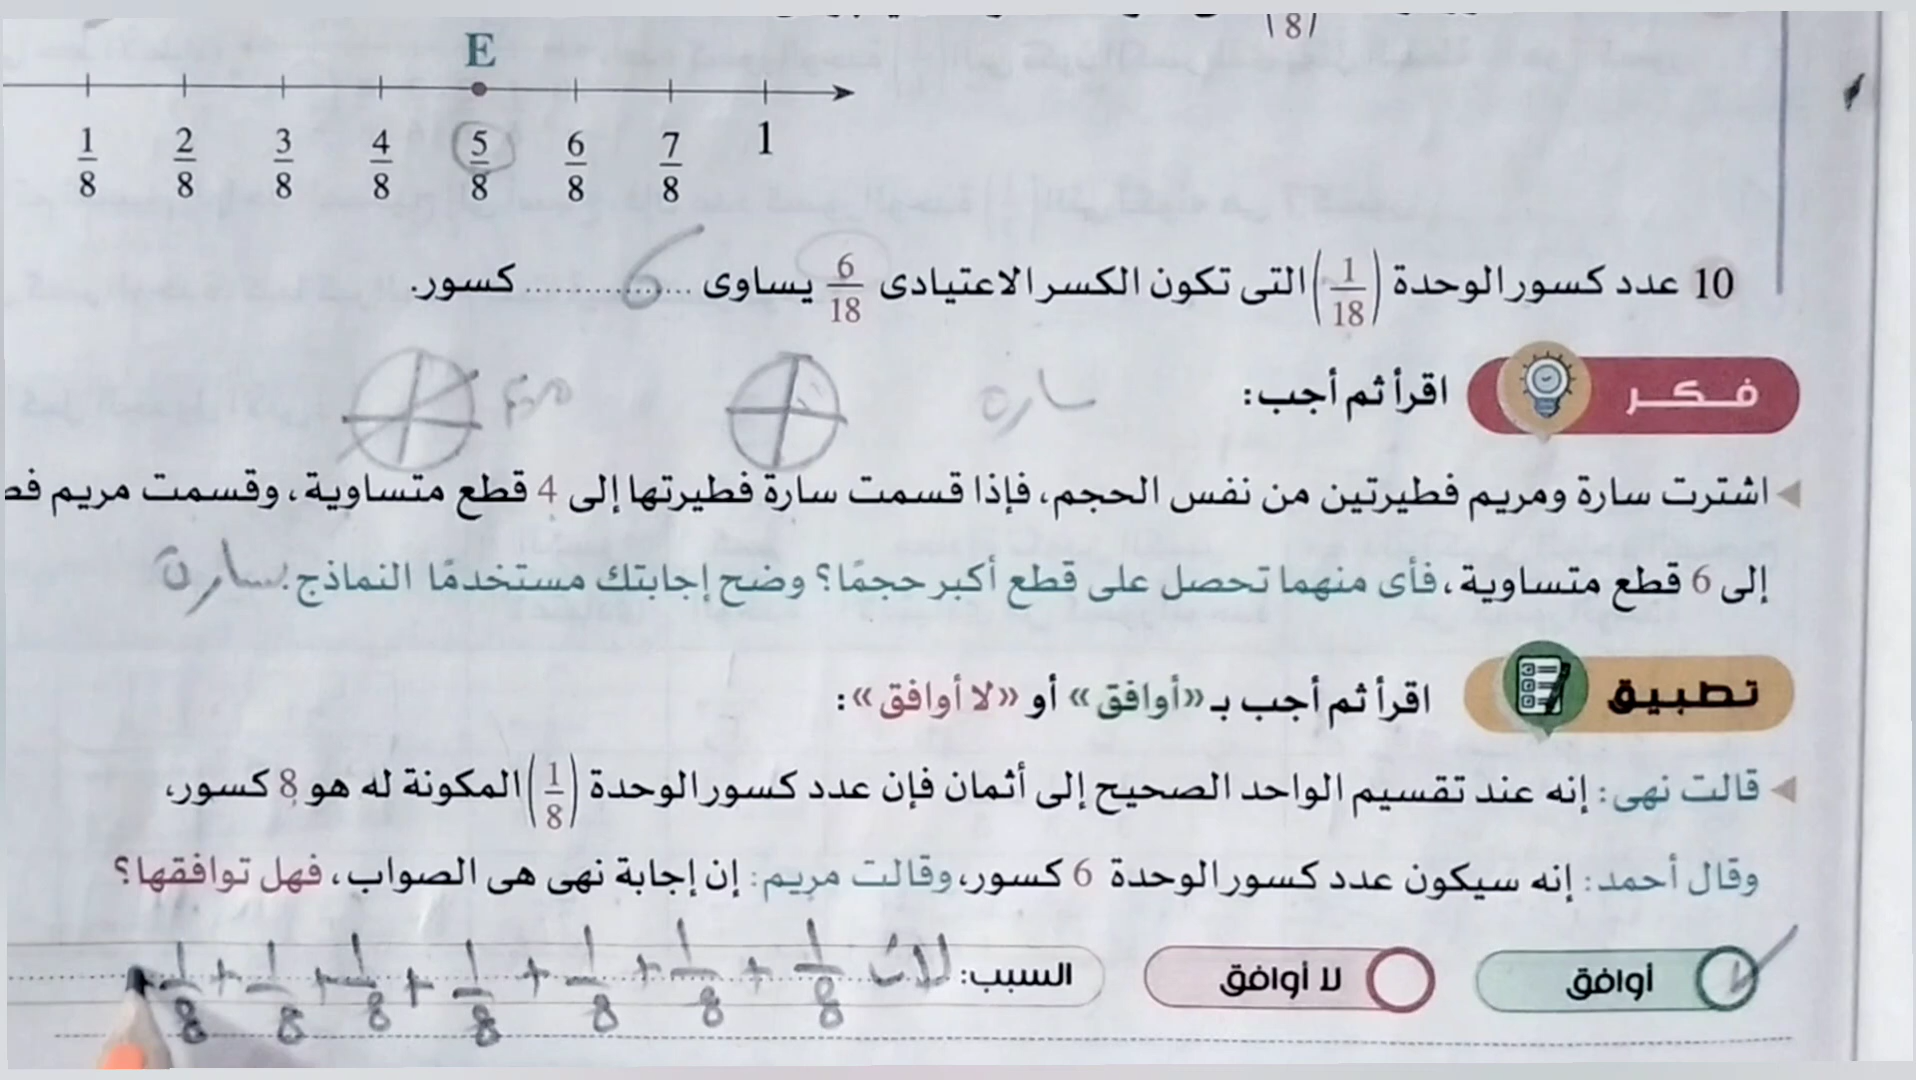 (8)
E
1/8 2/8 3/8 4/8 5/8 6/8 7/8 1
10 عدد كسور الوحدة (1/18) التى تكون الكسر الاعتيادى 6/18 يساوى ......6...... كسور.
فكر اقرأ ثم أجب: سارة
اشترت سارة ومريم فطيرتين من نفس الحجم، فإذا قسمت سارة فطيرتها إلى 4 قطع متساوية، وقسمت مريم
إلى 6 قطع متساوية، فأى منهما تحصل على قطع أكبر حجمًا؟ وضح إجابتك مستخدمًا النماذج. سارة
تطبيق اقرأ ثم أجب بـ «أوافق» أو «لا أوافق»:
قالت نهى: إنه عند تقسيم الواحد الصحيح إلى أثمان فإن عدد كسور الوحدة (1/8) المكونة له هو 8 كسور،
وقال أحمد: إنه سيكون عدد كسور الوحدة 6 كسور، وقالت مريم: إن إجابة نهى هى الصواب، فهل توافقها؟
أوافق لا أوافق السبب: لأن 1/8 + 1/8 + 1/8 + 1/8 + 1/8 + 1/8 + 1/8 +